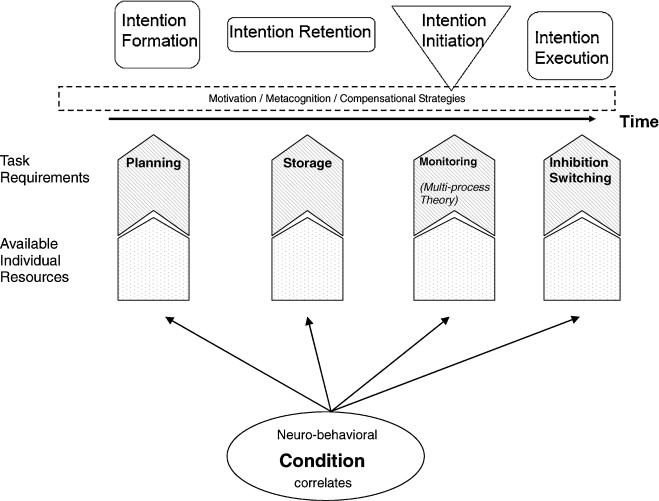 Intention
Formation
Intention Retention
Intention
Initiation
Intention
Execution
Motivation / Metacognition / Compensational Strategies
Time
Task
Requirements
Planning
Storage
Monitoring
(Multi-process
Theory)
Inhibition
Switching
Available
Individual
Resources
Neuro-behavioral
Condition
correlates